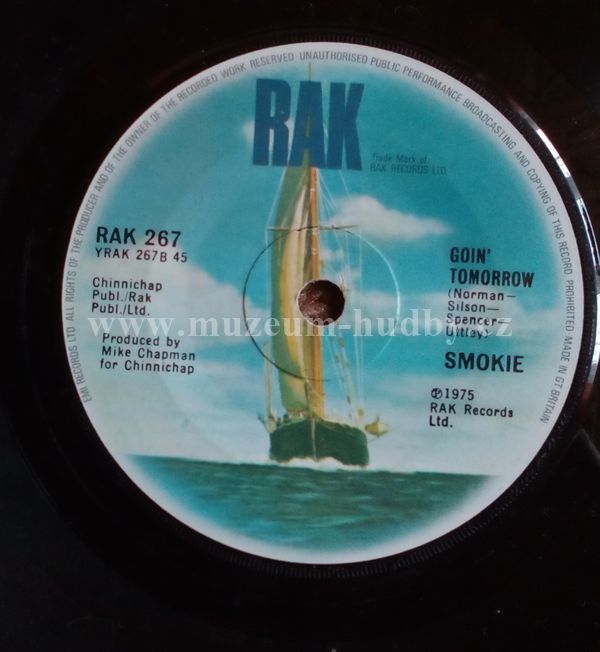 EMI RECORDS LTD ALL RIGHTS OF THE PRODUCER AND OF THE OWNER OF THE RECORDED WORK RESERVED UNAUTHORISED PUBLIC PERFORMANCE BROADCASTING AND COPYING OF THIS RECORD PROHIBITED MADE IN GT BRITAIN
RAK
Trade Mark of
RAK RECORDS LTD
RAK 267
YRAK 267B 45
Chinnichap
Publ./Rak
Publ./Ltd.
Produced by
Mike Chapman
for Chinnichap
GOIN'
TOMORROW
(Norman—
Silson—
Spencer—
Uttley)
SMOKIE
℗1975
RAK Records
Ltd.
www.muzeum-hudby.cz